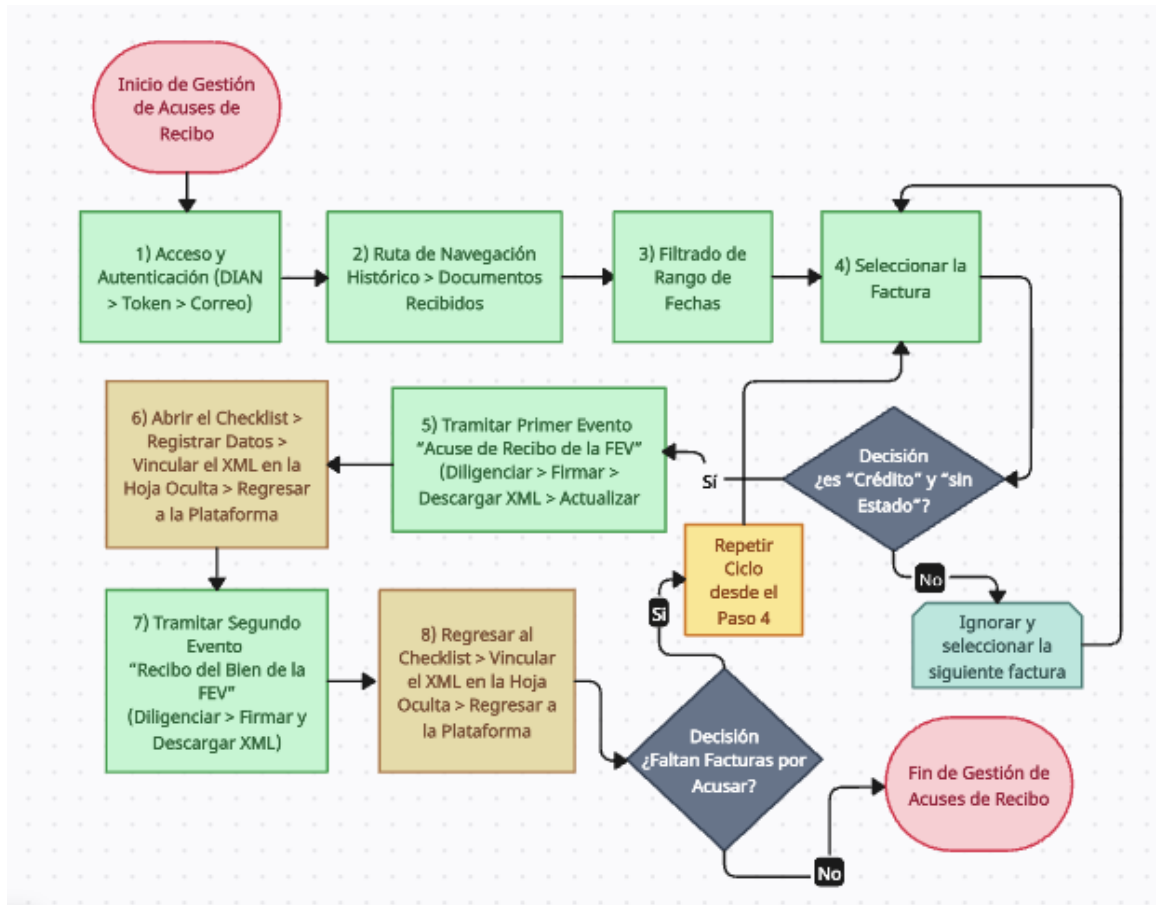 Inicio de Gestión
de Acuses de
Recibo
1) Acceso y
Autenticación (DIAN
> Token > Correo)
2) Ruta de Navegación
Histórico > Documentos
Recibidos
3) Filtrado de
Rango de
Fechas
4) Seleccionar la
Factura
Decisión
¿es “Crédito” y “sin
Estado”?
Sí
No
Ignorar y
seleccionar la
siguiente factura
5) Tramitar Primer Evento
“Acuse de Recibo de la FEV”
(Diligenciar > Firmar >
Descargar XML > Actualizar
6) Abrir el Checklist >
Registrar Datos >
Vincular el XML en la
Hoja Oculta > Regresar
a la Plataforma
7) Tramitar Segundo
Evento
“Recibo del Bien de la
FEV”
(Diligenciar > Firmar y
Descargar XML)
8) Regresar al
Checklist > Vincular
el XML en la Hoja
Oculta > Regresar a
la Plataforma
Decisión
¿Faltan Facturas por
Acusar?
Sí
Repetir
Ciclo
desde el
Paso 4
No
Fin de Gestión de
Acuses de Recibo